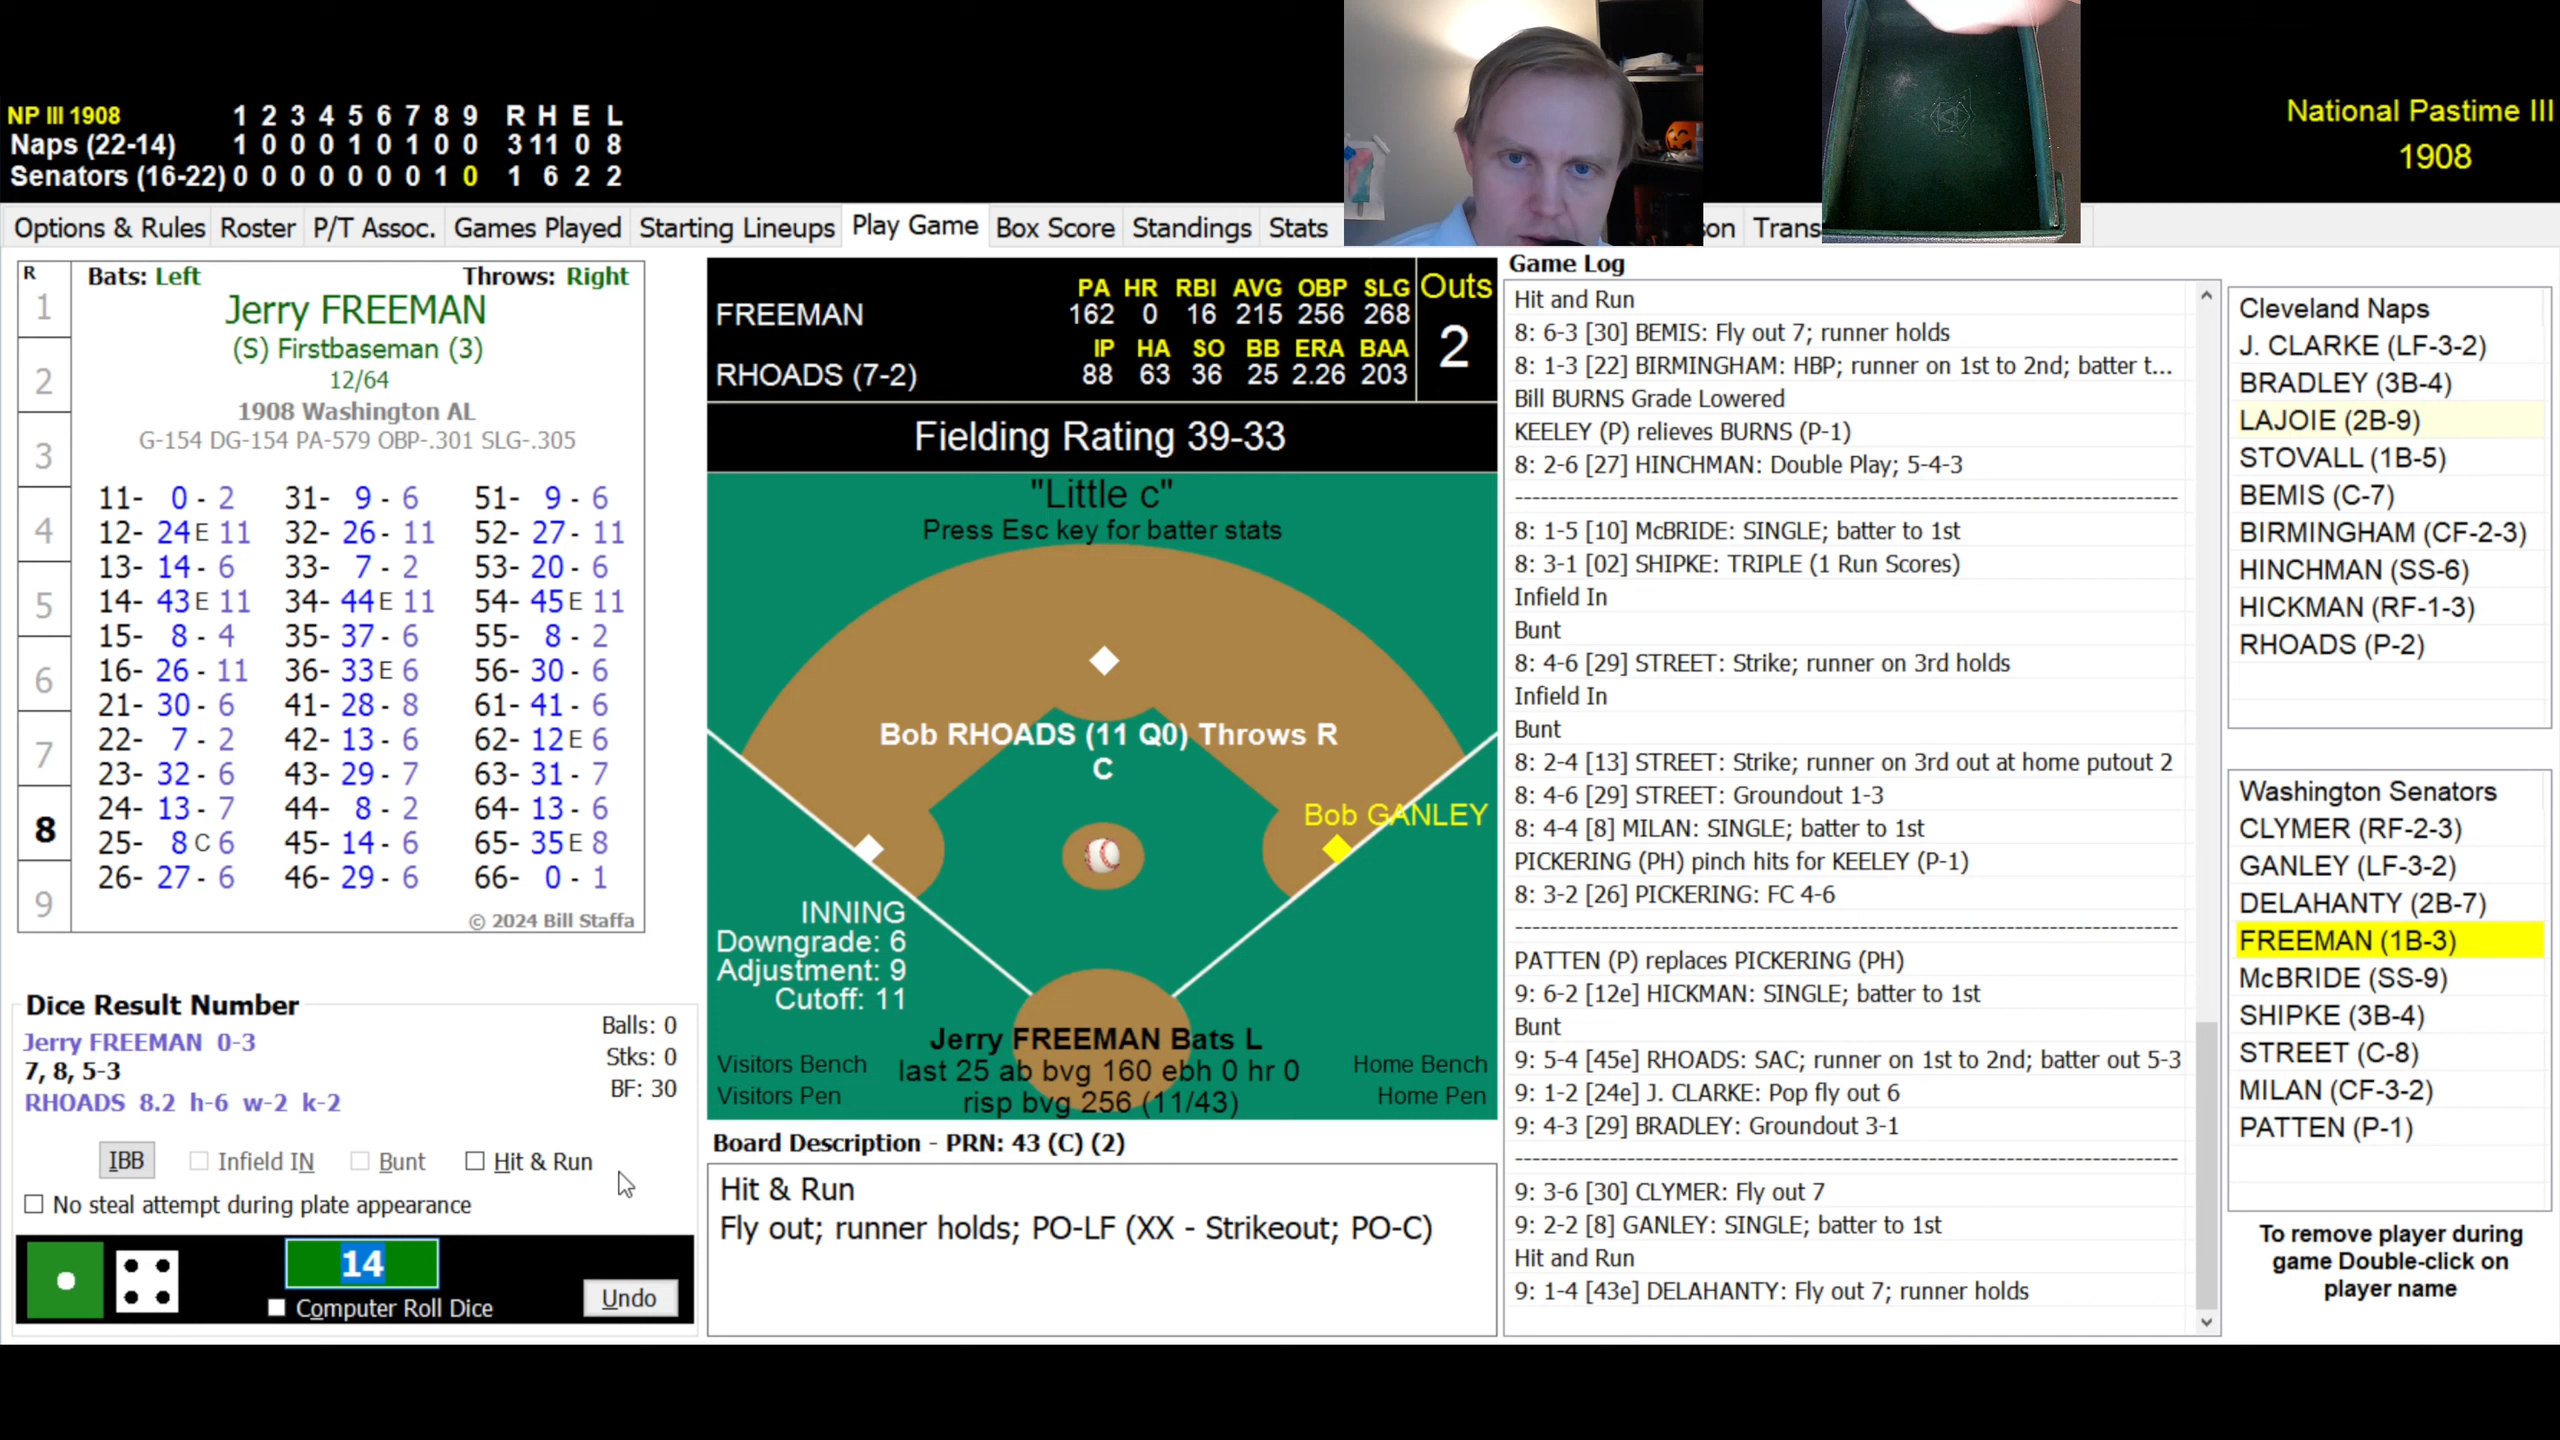 NP III 1908 1 2 3 4 5 6 7 8 9 R H E L
Naps (22-14) 1 0 0 0 1 0 1 0 0 3 11 0 8
Senators (16-22) 0 0 0 0 0 0 0 1 0 1 6 2 2
National Pastime III
1908
Options & Rules Roster P/T Assoc. Games Played Starting Lineups Play Game Box Score Standings Stats son Trans
R
1
2
3
4
5
6
7
8
9
Bats: Left Throws: Right
Jerry FREEMAN
(S) Firstbaseman (3)
12/64
1908 Washington AL
G-154 DG-154 PA-579 OBP-.301 SLG-.305
11- 0 - 2 31- 9 - 6 51- 9 - 6
12- 24 E 11 32- 26 - 11 52- 27 - 11
13- 14 - 6 33- 7 - 2 53- 20 - 6
14- 43 E 11 34- 44 E 11 54- 45 E 11
15- 8 - 4 35- 37 - 6 55- 8 - 2
16- 26 - 11 36- 33 E 6 56- 30 - 6
21- 30 - 6 41- 28 - 8 61- 41 - 6
22- 7 - 2 42- 13 - 6 62- 12 E 6
23- 32 - 6 43- 29 - 7 63- 31 - 7
24- 13 - 7 44- 8 - 2 64- 13 - 6
25- 8 C 6 45- 14 - 6 65- 35 E 8
26- 27 - 6 46- 29 - 6 66- 0 - 1
© 2024 Bill Staffa
Dice Result Number
Jerry FREEMAN 0-3
7, 8, 5-3
RHOADS 8.2 h-6 w-2 k-2
Balls: 0
Stks: 0
BF: 30
IBB Infield IN Bunt Hit & Run
No steal attempt during plate appearance
14
Computer Roll Dice
Undo
PA HR RBI AVG OBP SLG
FREEMAN 162 0 16 215 256 268
IP HA SO BB ERA BAA
RHOADS (7-2) 88 63 36 25 2.26 203
Outs
2
Fielding Rating 39-33
"Little c"
Press Esc key for batter stats
Bob RHOADS (11 Q0) Throws R
C
Bob GANLEY
INNING
Downgrade: 6
Adjustment: 9
Cutoff: 11
Jerry FREEMAN Bats L
last 25 ab bvg 160 ebh 0 hr 0
risp bvg 256 (11/43)
Visitors Bench
Visitors Pen
Home Bench
Home Pen
Board Description - PRN: 43 (C) (2)
Hit & Run
Fly out; runner holds; PO-LF (XX - Strikeout; PO-C)
Game Log
Hit and Run
8: 6-3 [30] BEMIS: Fly out 7; runner holds
8: 1-3 [22] BIRMINGHAM: HBP; runner on 1st to 2nd; batter t...
Bill BURNS Grade Lowered
KEELEY (P) relieves BURNS (P-1)
8: 2-6 [27] HINCHMAN: Double Play; 5-4-3
8: 1-5 [10] McBRIDE: SINGLE; batter to 1st
8: 3-1 [02] SHIPKE: TRIPLE (1 Run Scores)
Infield In
Bunt
8: 4-6 [29] STREET: Strike; runner on 3rd holds
Infield In
Bunt
8: 2-4 [13] STREET: Strike; runner on 3rd out at home putout 2
8: 4-6 [29] STREET: Groundout 1-3
8: 4-4 [8] MILAN: SINGLE; batter to 1st
PICKERING (PH) pinch hits for KEELEY (P-1)
8: 3-2 [26] PICKERING: FC 4-6
PATTEN (P) replaces PICKERING (PH)
9: 6-2 [12e] HICKMAN: SINGLE; batter to 1st
Bunt
9: 5-4 [45e] RHOADS: SAC; runner on 1st to 2nd; batter out 5-3
9: 1-2 [24e] J. CLARKE: Pop fly out 6
9: 4-3 [29] BRADLEY: Groundout 3-1
9: 3-6 [30] CLYMER: Fly out 7
9: 2-2 [8] GANLEY: SINGLE; batter to 1st
Hit and Run
9: 1-4 [43e] DELAHANTY: Fly out 7; runner holds
Cleveland Naps
J. CLARKE (LF-3-2)
BRADLEY (3B-4)
LAJOIE (2B-9)
STOVALL (1B-5)
BEMIS (C-7)
BIRMINGHAM (CF-2-3)
HINCHMAN (SS-6)
HICKMAN (RF-1-3)
RHOADS (P-2)
Washington Senators
CLYMER (RF-2-3)
GANLEY (LF-3-2)
DELAHANTY (2B-7)
FREEMAN (1B-3)
McBRIDE (SS-9)
SHIPKE (3B-4)
STREET (C-8)
MILAN (CF-3-2)
PATTEN (P-1)
To remove player during
game Double-click on
player name